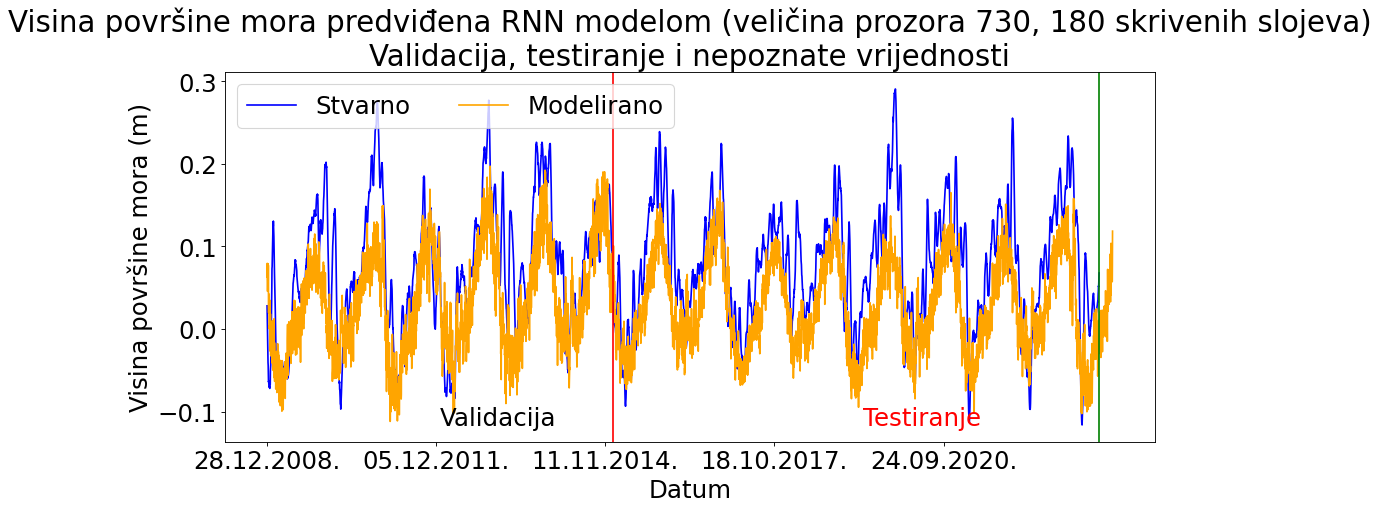 Visina površine mora predviđena RNN modelom (veličina prozora 730, 180 skrivenih slojeva)
Validacija, testiranje i nepoznate vrijednosti
Stvarno
Modelirano
Visina površine mora (m)
0.3
0.2
0.1
0.0
−0.1
Validacija
Testiranje
28.12.2008.
05.12.2011.
11.11.2014.
18.10.2017.
24.09.2020.
Datum